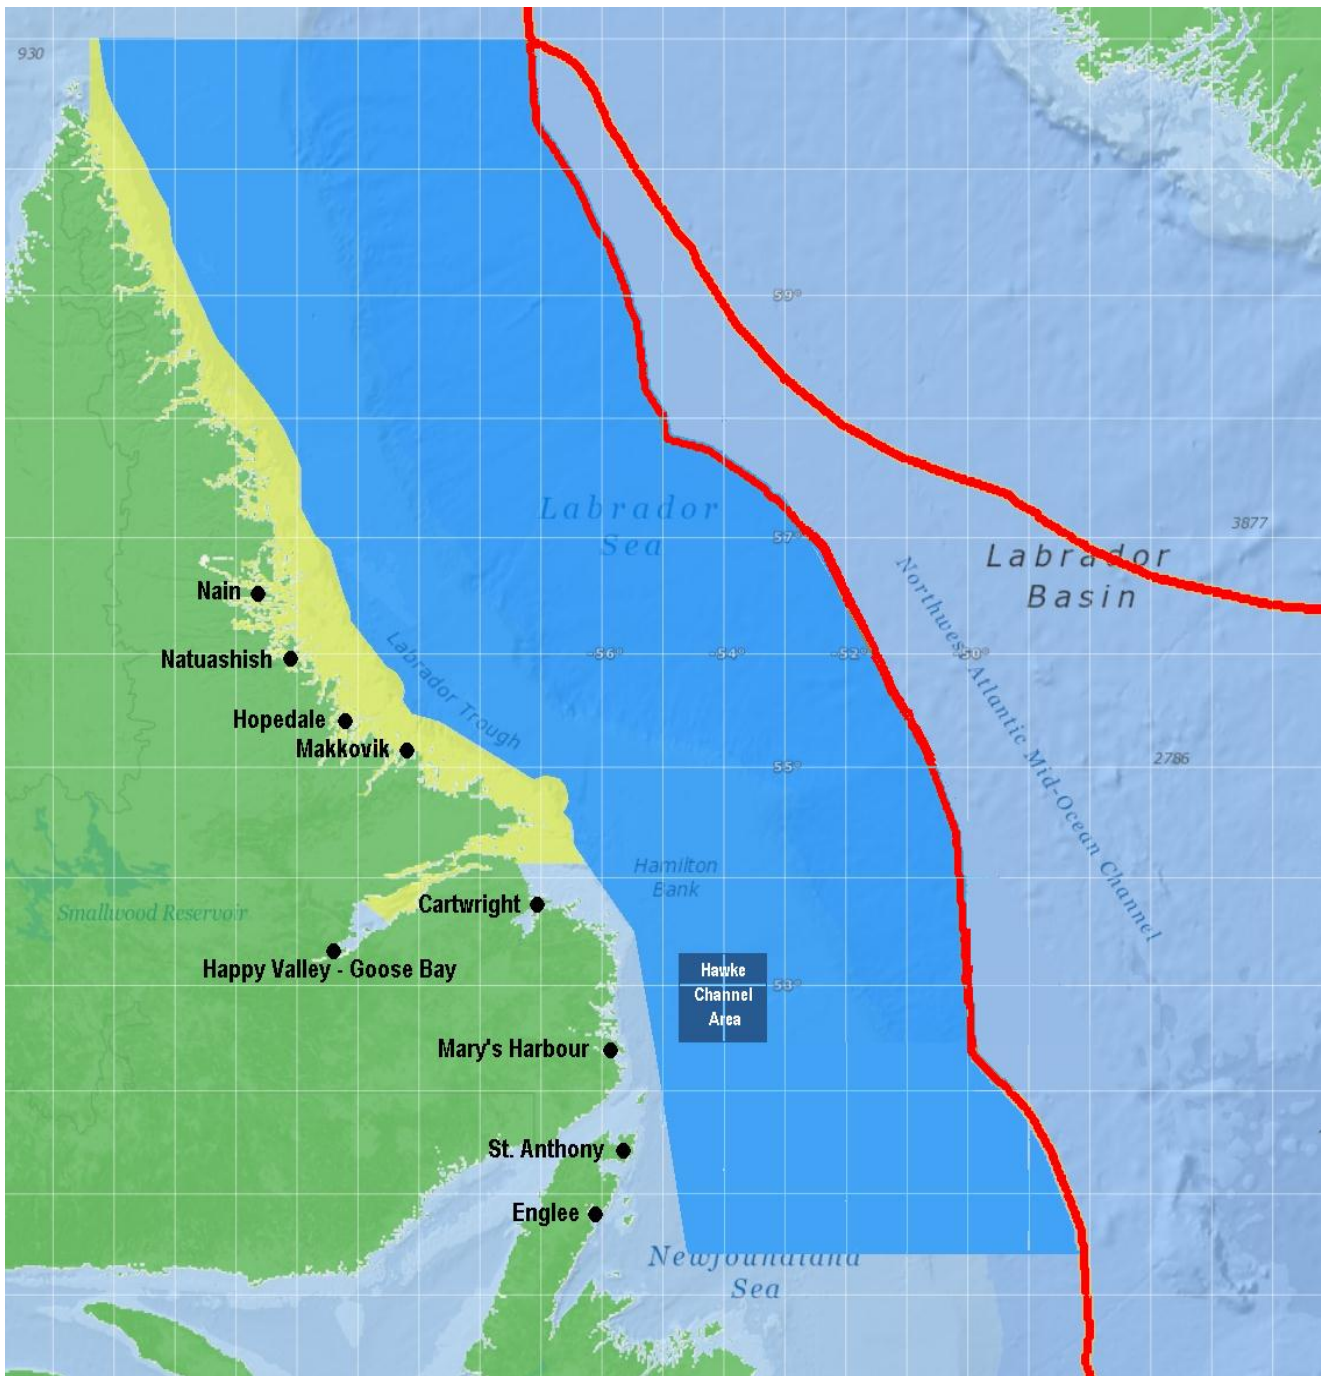 930
59°
Labrador
Sea
57°
3877
Labrador
Basin
Nain
Northwest Atlantic Mid-Ocean Channel
Natuashish
-56°
-54°
-52°
-50°
Labrador Trough
Hopedale
Makkovik
55°
2786
Hamilton
Bank
Smallwood Reservoir
Cartwright
Happy Valley - Goose Bay
Hawke
Channel
Area
53°
Mary's Harbour
St. Anthony
Englee
Newfoundland
Sea